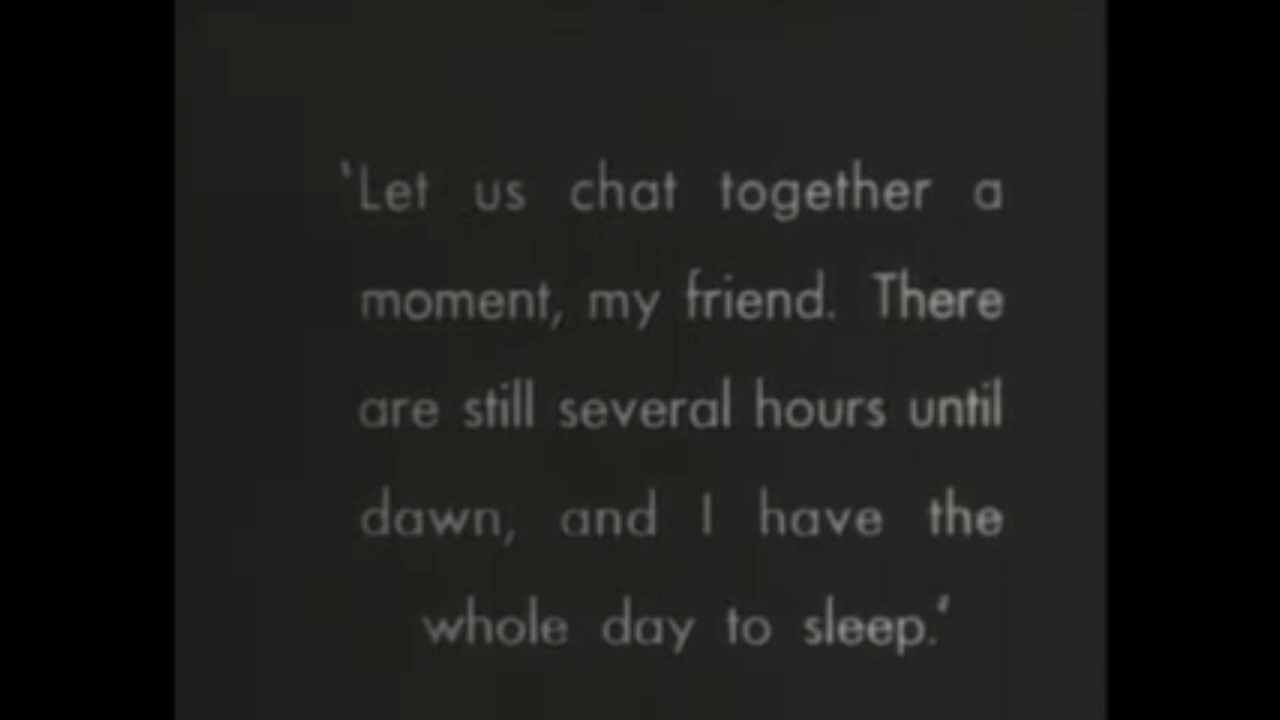 ‘Let us chat together a
moment, my friend. There
are still several hours until
dawn, and I have the
whole day to sleep.’